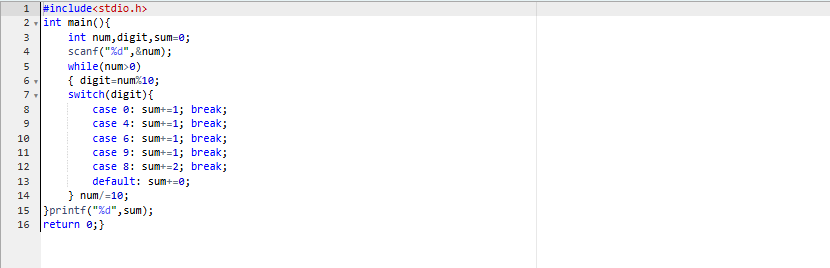 1 #include<stdio.h>
2 int main(){
3 int num,digit,sum=0;
4 scanf("%d",&num);
5 while(num>0)
6 { digit=num%10;
7 switch(digit){
8 case 0: sum+=1; break;
9 case 4: sum+=1; break;
10 case 6: sum+=1; break;
11 case 9: sum+=1; break;
12 case 8: sum+=2; break;
13 default: sum+=0;
14 } num/=10;
15 }printf("%d",sum);
16 return 0;}